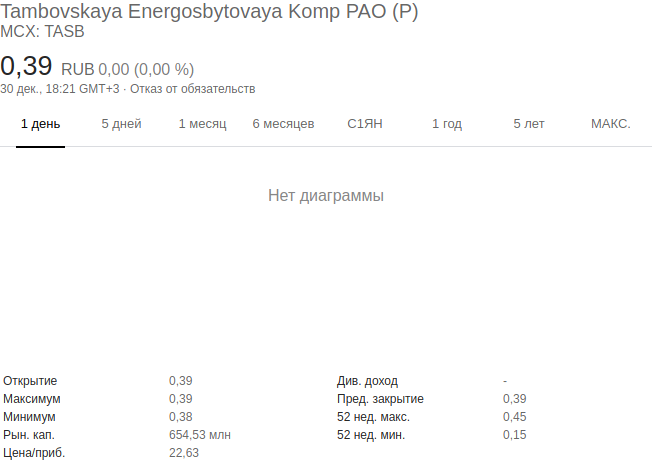 Tambovskaya Energosbytovaya Komp PAO (P)
MCX: TASB
0,39 RUB 0,00 (0,00 %)
30 дек., 18:21 GMT+3 · Отказ от обязательств
1 день 5 дней 1 месяц 6 месяцев С1ЯН 1 год 5 лет МАКС.
Нет диаграммы
Открытие 0,39 Див. доход -
Максимум 0,39 Пред. закрытие 0,39
Минимум 0,38 52 нед. макс. 0,45
Рын. кап. 654,53 млн 52 нед. мин. 0,15
Цена/приб. 22,63